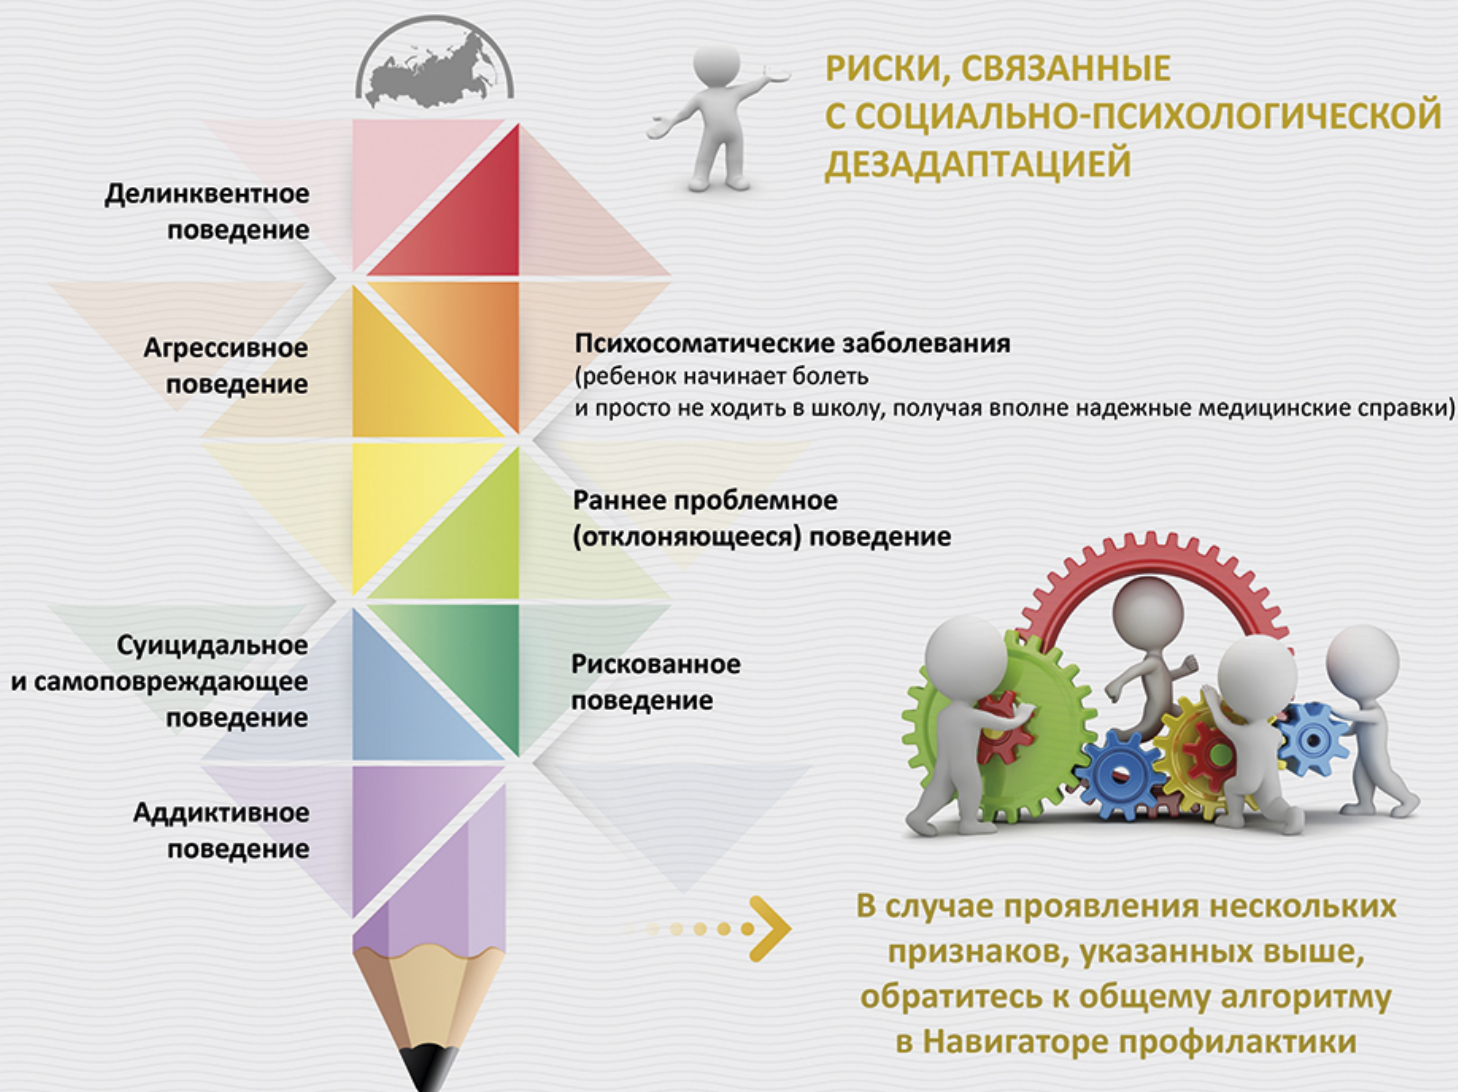 РИСКИ, СВЯЗАННЫЕ
С СОЦИАЛЬНО-ПСИХОЛОГИЧЕСКОЙ
ДЕЗАДАПТАЦИЕЙ
Делинквентное
поведение
Агрессивное
поведение
Психосоматические заболевания
(ребенок начинает болеть
и просто не ходить в школу, получая вполне надежные медицинские справки)
Раннее проблемное
(отклоняющееся) поведение
Суицидальное
и самоповреждающее
поведение
Рискованное
поведение
Аддиктивное
поведение
В случае проявления нескольких
признаков, указанных выше,
обратитесь к общему алгоритму
в Навигаторе профилактики